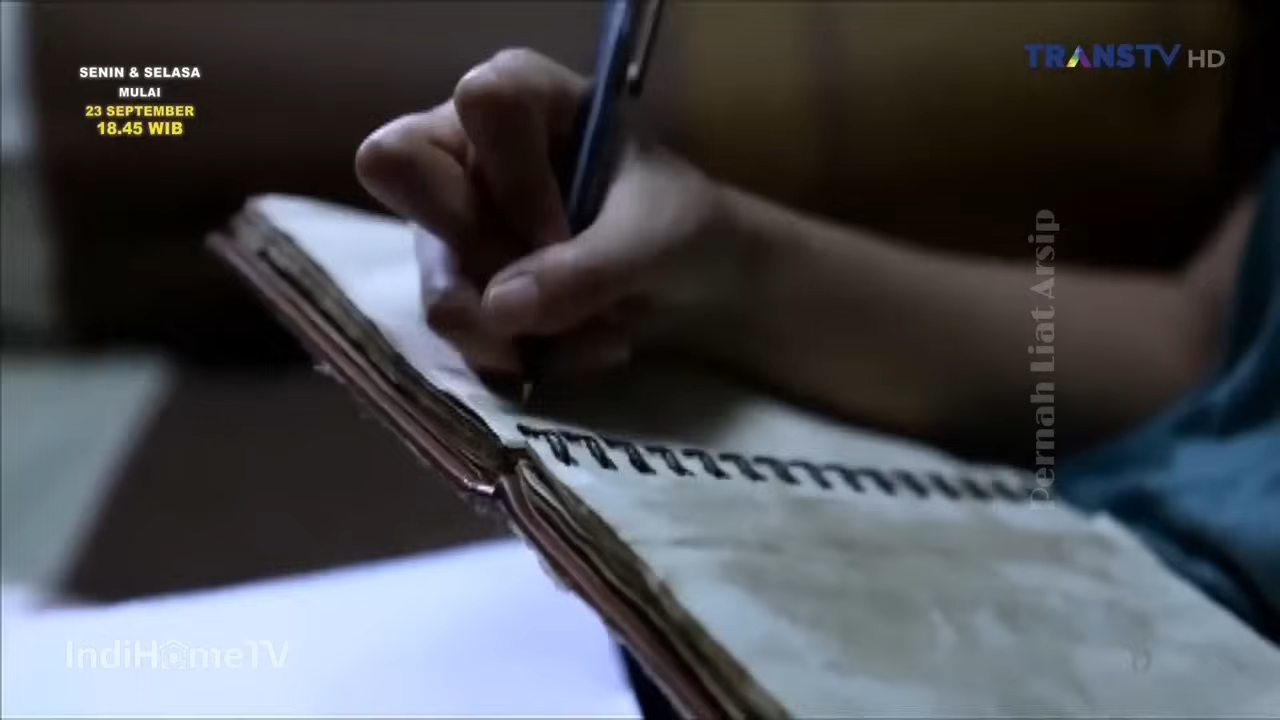 SENIN & SELASA
MULAI
23 SEPTEMBER
18.45 WIB
TRANSTV HD
Pernah Liat Arsip
IndiHomeTV